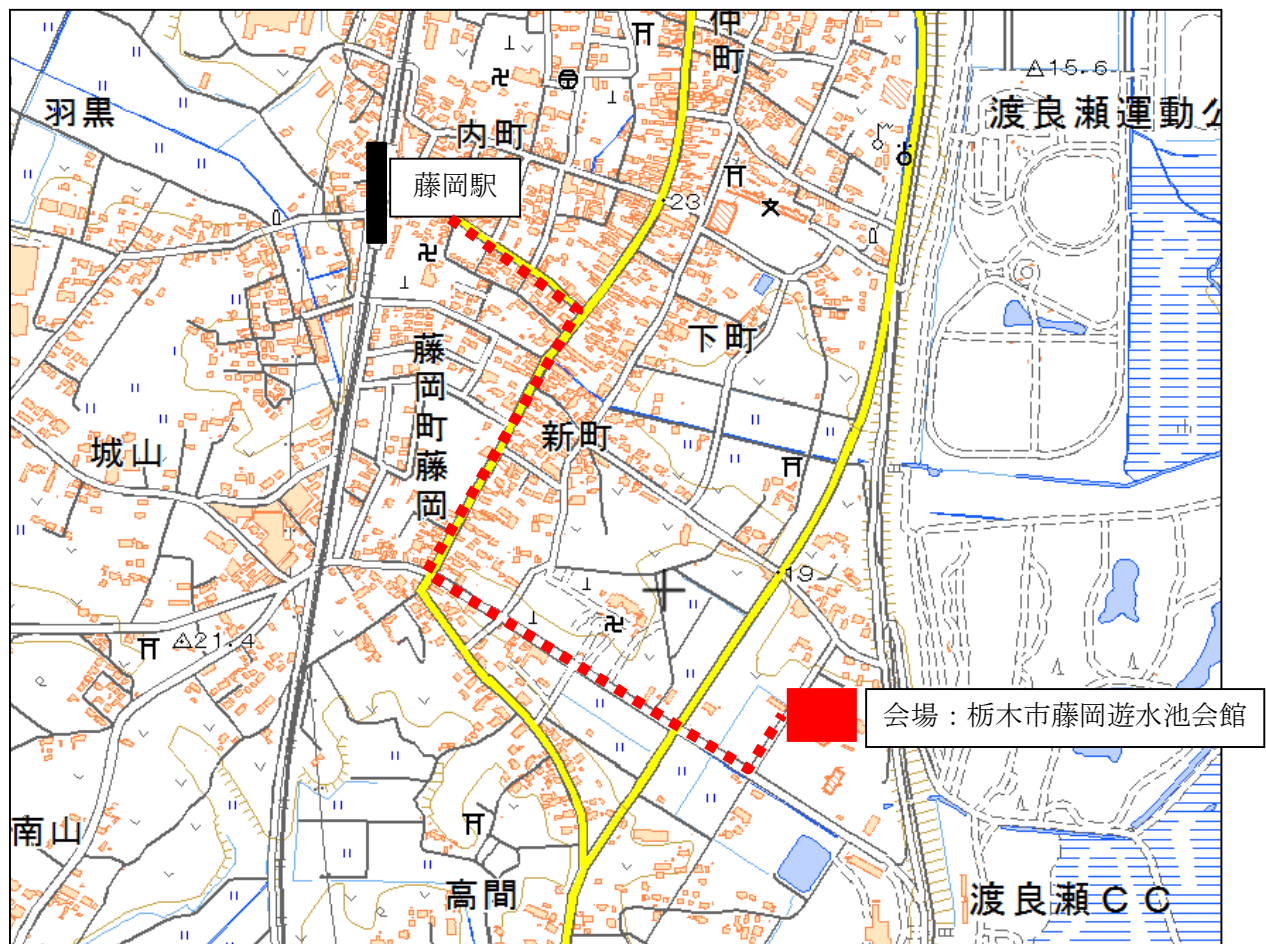 仲町
△15.6
羽黒
渡良瀬運動公
内町
藤岡駅
23
下町
藤岡町藤岡
新町
城山
19
△21.4
会場：栃木市藤岡遊水池会館
南山
高間
渡良瀬ＣＣ